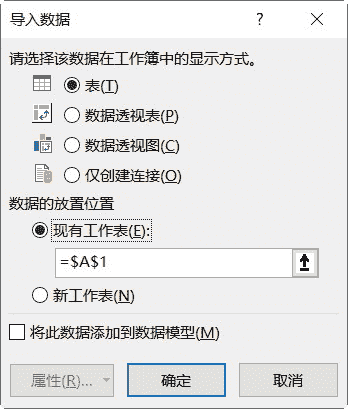 导入数据 ? ×
请选择该数据在工作簿中的显示方式。
表(T)
数据透视表(P)
数据透视图(C)
仅创建连接(O)
数据的放置位置
现有工作表(E):
=$A$1
新工作表(N)
将此数据添加到数据模型(M)
属性(R)... 确定 取消